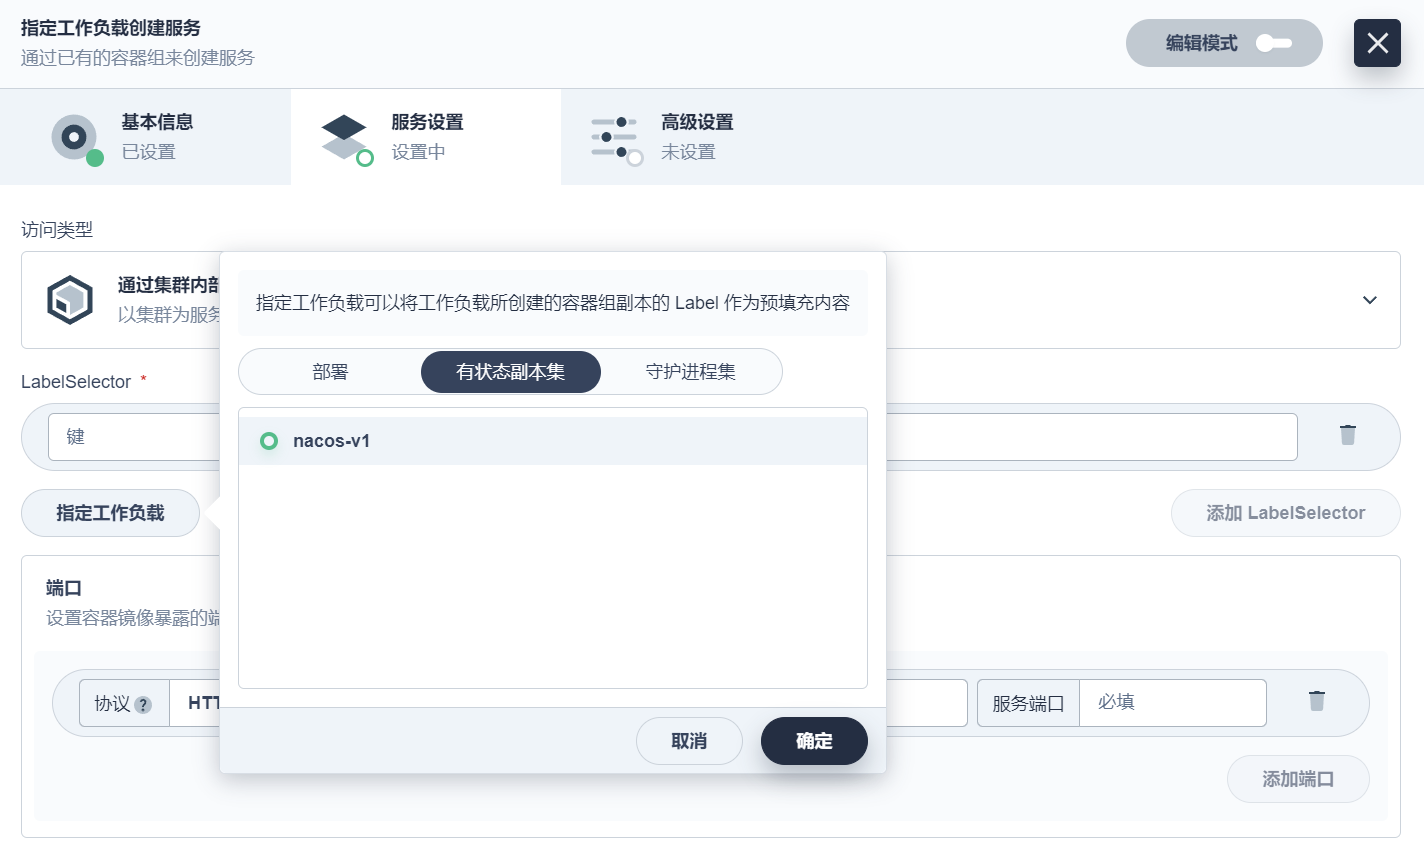 指定工作负载创建服务
通过已有的容器组来创建服务
编辑模式
基本信息
已设置
服务设置
设置中
高级设置
未设置
访问类型
通过集群内部
以集群为服务
指定工作负载可以将工作负载所创建的容器组副本的 Label 作为预填充内容
部署
有状态副本集
守护进程集
LabelSelector *
键
nacos-v1
指定工作负载
添加 LabelSelector
端口
设置容器镜像暴露的端
协议 ?
HTT
服务端口
必填
取消
确定
添加端口